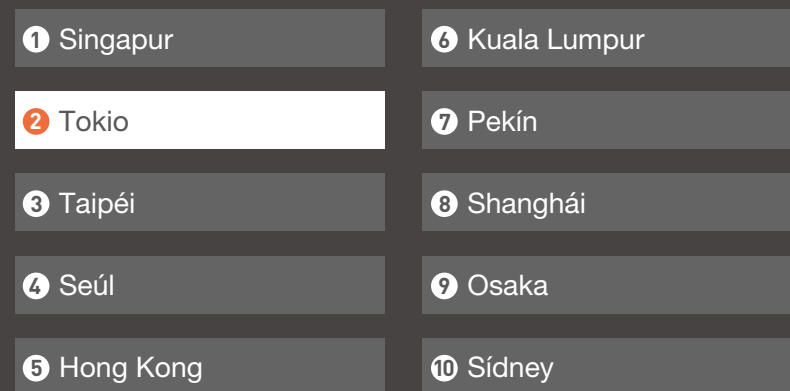 1 Singapur
2 Tokio
3 Taipéi
4 Seúl
5 Hong Kong
6 Kuala Lumpur
7 Pekín
8 Shanghái
9 Osaka
10 Sídney